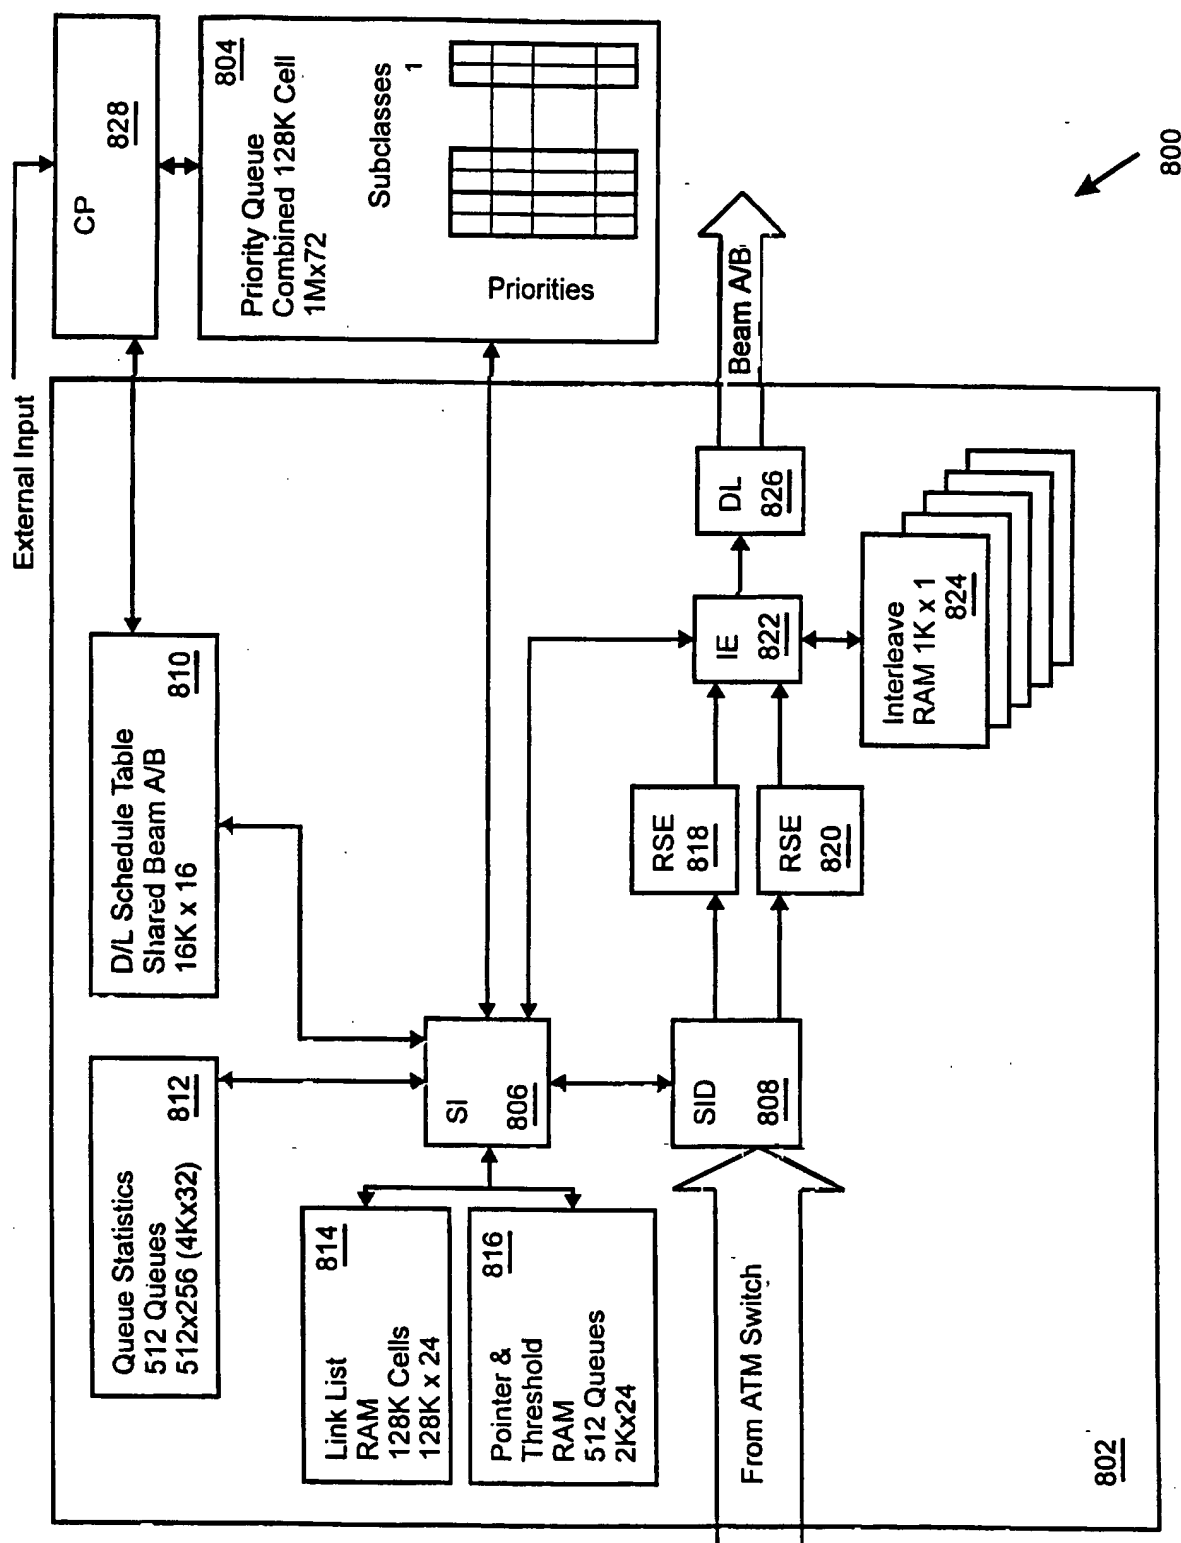 External Input
CP
828
804
Priority Queue
Combined 128K Cell
1Mx72
Subclasses
1
Priorities
Queue Statistics
512 Queues
512x256 (4Kx32)
812
D/L Schedule Table
Shared Beam A/B
16K x 16
810
Link List
RAM
128K Cells
128K x 24
814
Pointer &
Threshold
RAM
512 Queues
2Kx24
816
SI
806
SID
808
From ATM Switch
RSE
818
RSE
820
IE
822
Interleave
RAM 1K x 1
824
DL
826
Beam A/B
802
800